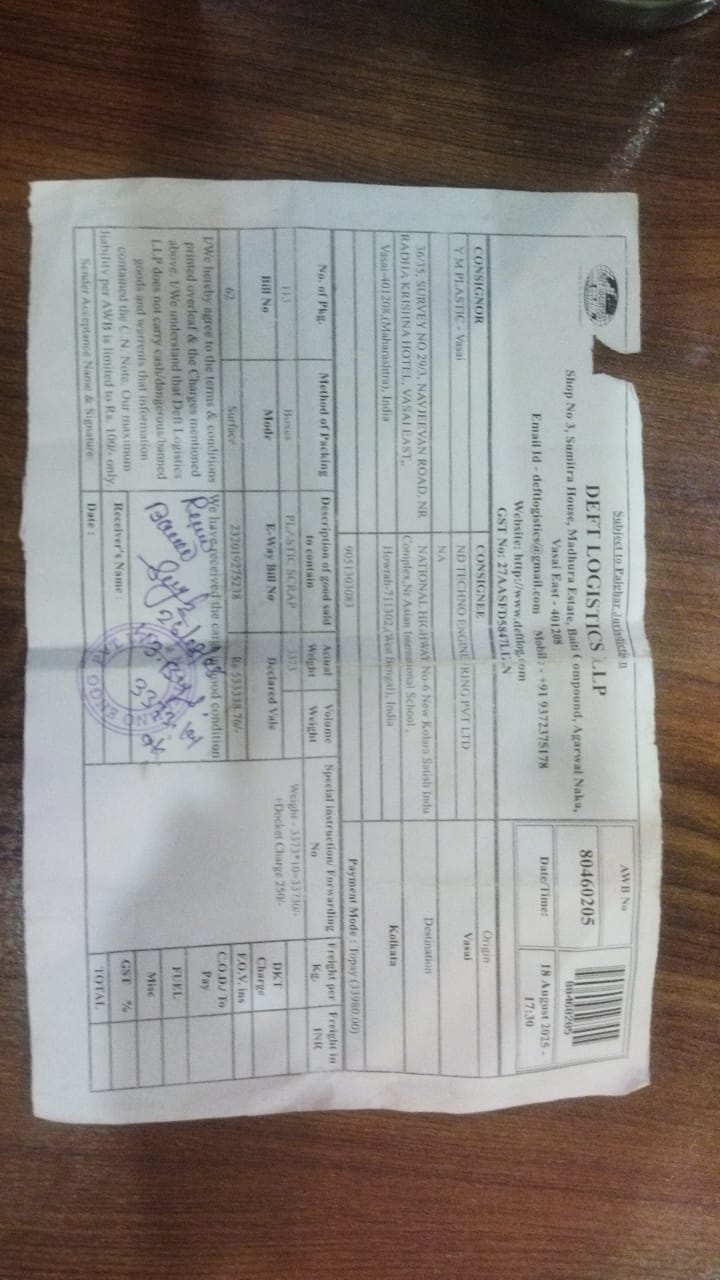 Subject to Palghar Jurisdiction
DEFT LOGISTICS LLP
Shop No 3, Sumitra House, Madhura Estate, Baiti Compound, Agarwal Naka,
Vasai East - 401208
Email Id - deftlogistics@gmail.com Mobile - +91 9372375178
Website: http://www.deftlog.com
GST No: 27AASFD5847L1ZN
AWB No
80460205
80460205
Date/Time:
18 August 2025 -
17:30
CONSIGNOR
CONSIGNEE
Origin
Y M PLASTIC - Vasai
ND TECHNO ENGINEERING PVT LTD
Vasai
NA
36/35, SURVEY NO 29/3, NAVJEEVAN ROAD, NR
RADHA KRISHNA HOTEL, VASAI EAST,,
Vasai-401208,(Maharashtra), India
NATIONAL HIGHWAY No-6 New Kolara Satish Indu
Complex,Nr Asian International School ,
Howrah-711302,(West Bengal), India
Destination
Kolkata
9051303083
Payment Mode : Topay (33980.00)
No. of Pkg.
Method of Packing
Description of good said
to contain
Actual
Weight
Volume
Weight
Special instruction/ Forwarding
No
Freight per
Kg.
Freight in
INR
113
Boxes
PLASTIC SCRAP
3373
Weight - 3373*10=33730/-
+Docket Charge 250/-
Bill No
Mode
E-Way Bill No
Declared Vale
DKT
Charge
62
Surface
232019275238
Rs 533338.76/-
F.O.V. ins
C.O.D./ To
Pay
FUEL
Misc
GST %
TOTAL
I/We hereby agree to the terms & conditions
printed overleaf & the Charges mentioned
above. I/We understand that Deft Logistics
LLP does not carry cash/dangerous/banned
goods and warrents that information
contained the C.N. Note. Our maximum
liability per AWB is limited to Rs. 100/- only.
Sender Acceptance Name & Signature:
We have received the cargo in good condition
3373
Receiver's Name :
Date :